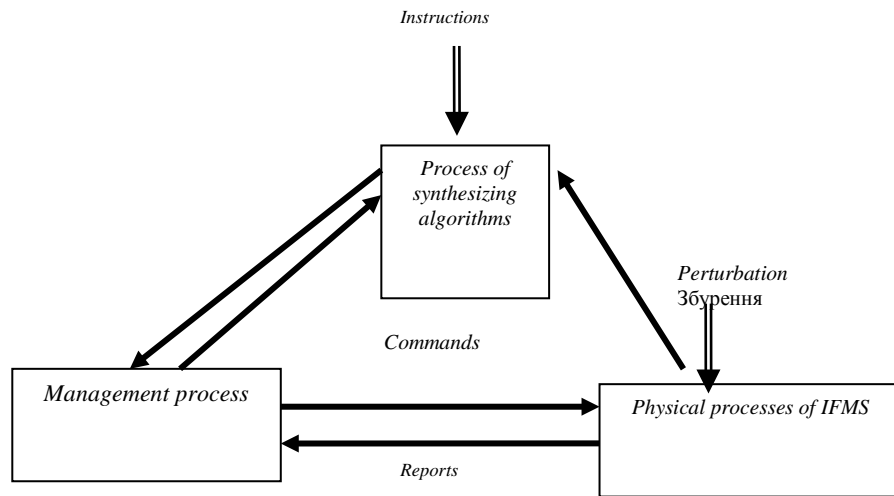 Instructions
Process of
synthesizing
algorithms
Perturbation
Збурення
Commands
Management process
Physical processes of IFMS
Reports